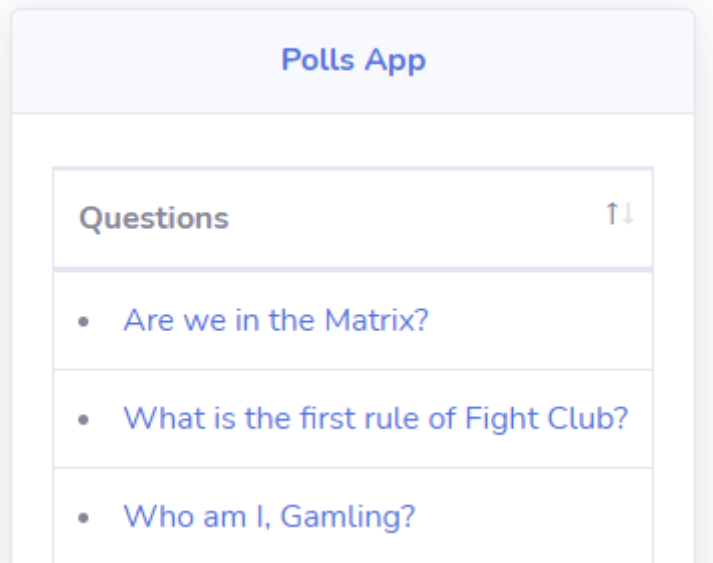 Polls App
Questions
Are we in the Matrix?
What is the first rule of Fight Club?
Who am I, Gamling?